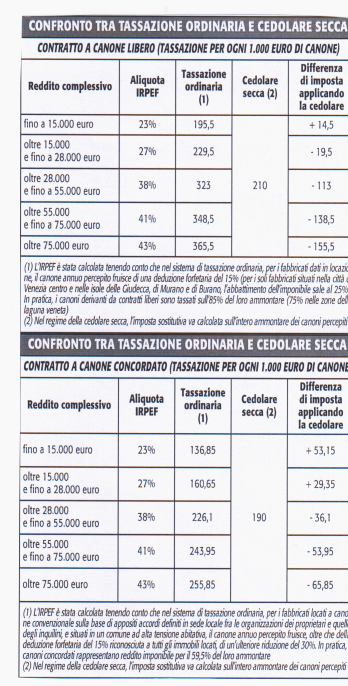 CONFRONTO TRA TASSAZIONE ORDINARIA E CEDOLARE SECCA
CONTRATTO A CANONE LIBERO (TASSAZIONE PER OGNI 1.000 EURO DI CANONE)
Reddito complessivo Aliquota IRPEF Tassazione ordinaria (1) Cedolare secca (2) Differenza di imposta applicando la cedolare
fino a 15.000 euro 23% 195,5 + 14,5
oltre 15.000 e fino a 28.000 euro 27% 229,5 - 19,5
oltre 28.000 e fino a 55.000 euro 38% 323 210 - 113
oltre 55.000 e fino a 75.000 euro 41% 348,5 - 138,5
oltre 75.000 euro 43% 365,5 - 155,5
(1) L'IRPEF è stata calcolata tenendo conto che nel sistema di tassazione ordinaria, per i fabbricati dati in locazio
ne, il canone annuo percepito fruisce di una deduzione forfetaria del 15% (per i soli fabbricati situati nella città d
Venezia centro e nelle isole delle Giudecca, di Murano e di Burano, l'abbattimento dell'imponibile sale al 25%
In pratica, i canoni derivanti da contratti liberi sono tassati sull'85% del loro ammontare (75% nelle zone dell
laguna veneta)
(2) Nel regime della cedolare secca, l'imposta sostitutiva va calcolata sull'intero ammontare dei canoni percepiti
CONFRONTO TRA TASSAZIONE ORDINARIA E CEDOLARE SECCA
CONTRATTO A CANONE CONCORDATO (TASSAZIONE PER OGNI 1.000 EURO DI CANONE
Reddito complessivo Aliquota IRPEF Tassazione ordinaria (1) Cedolare secca (2) Differenza di imposta applicando la cedolare
fino a 15.000 euro 23% 136,85 + 53,15
oltre 15.000 e fino a 28.000 euro 27% 160,65 + 29,35
oltre 28.000 e fino a 55.000 euro 38% 226,1 190 - 36,1
oltre 55.000 e fino a 75.000 euro 41% 243,95 - 53,95
oltre 75.000 euro 43% 255,85 - 65,85
(1) L'IRPEF è stata calcolata tenendo conto che nel sistema di tassazione ordinaria, per i fabbricati locati a cano
ne convenzionale sulla base di appositi accordi definiti in sede locale fra le organizzazioni dei proprietari e quelle
degli inquilini, e situati in un comune ad alta tensione abitativa, il canone annuo percepito fruisce, oltre che della
deduzione forfetaria del 15% riconosciuta a tutti gli immobili locati, di un'ulteriore riduzione del 30%. In pratica,
canoni concordati rappresentano reddito imponibile per il 59,5% del loro ammontare
(2) Nel regime della cedolare secca, l'imposta sostitutiva va calcolata sull'intero ammontare dei canoni percepiti